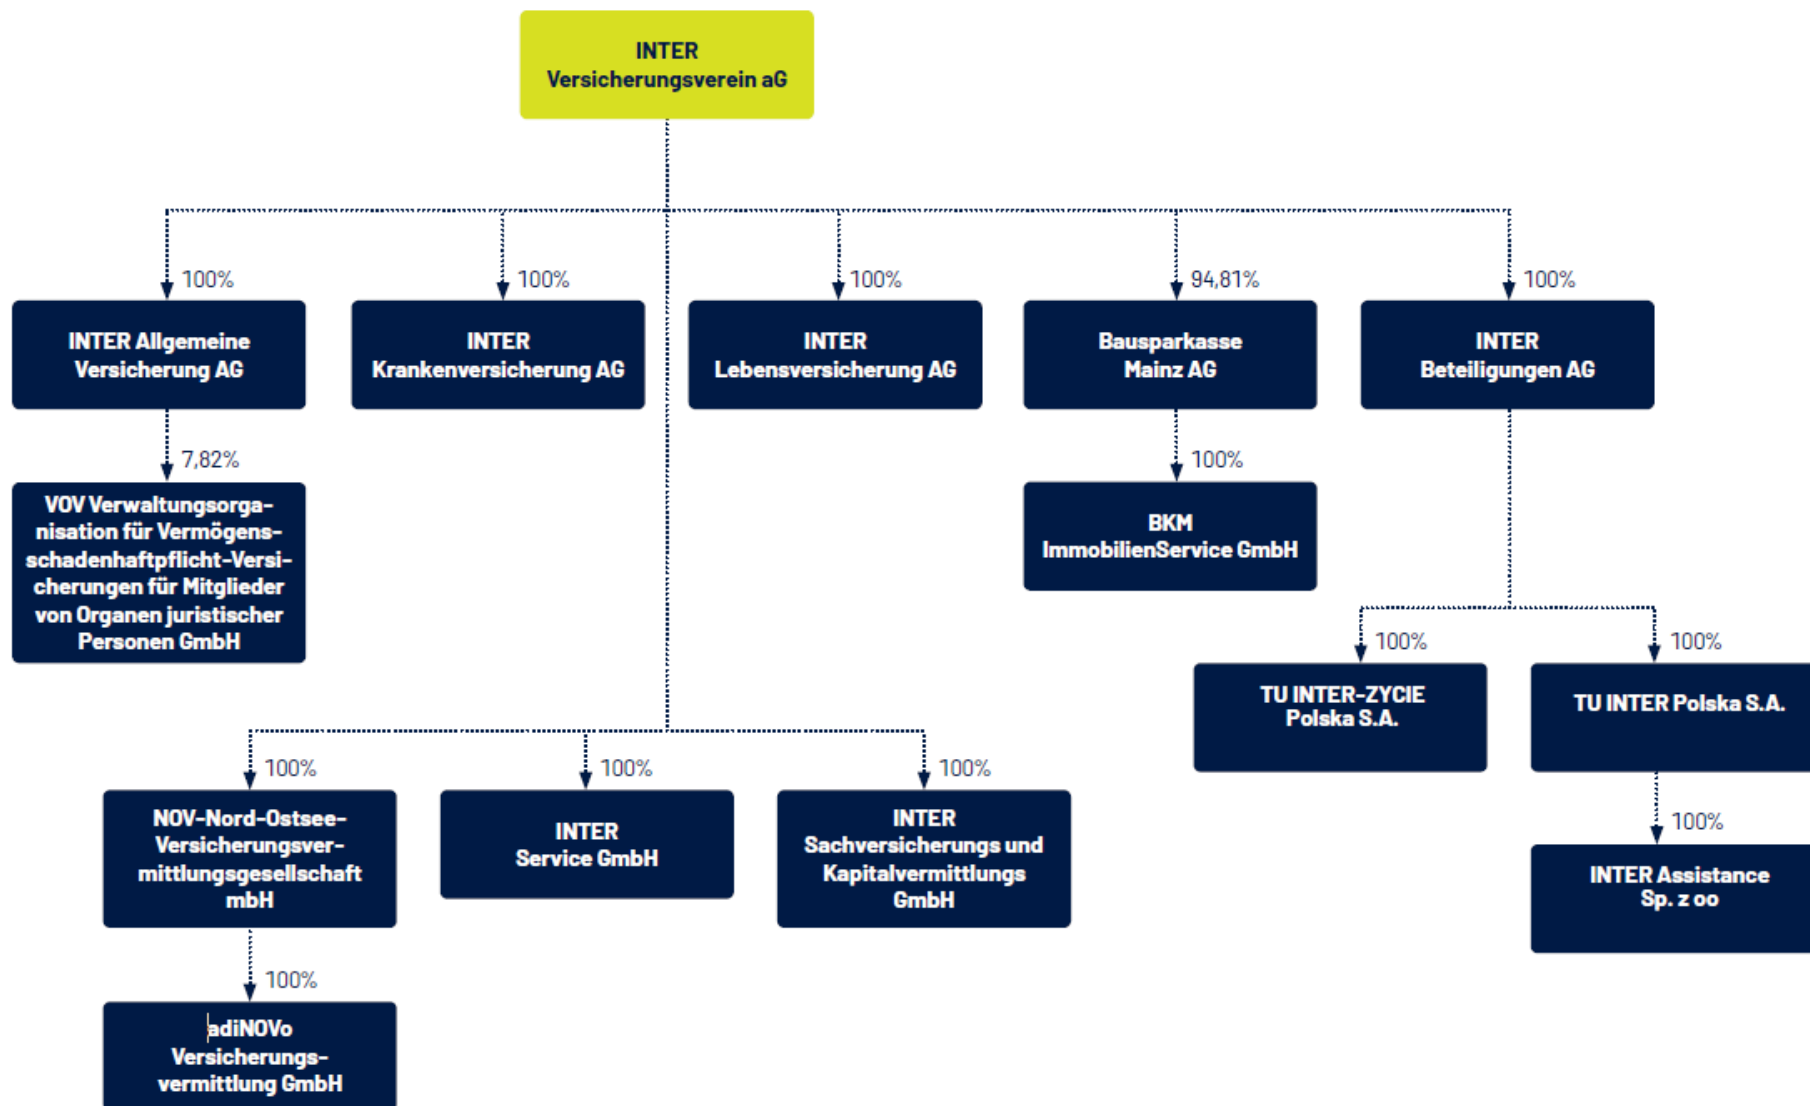 INTER
Versicherungsverein aG
100%
100%
100%
94,81%
100%
INTER Allgemeine
Versicherung AG
INTER
Krankenversicherung AG
INTER
Lebensversicherung AG
Bausparkasse
Mainz AG
INTER
Beteiligungen AG
7,82%
100%
VOV Verwaltungsorga-
nisation für Vermögens-
schadenhaftpflicht-Versi-
cherungen für Mitglieder
von Organen juristischer
Personen GmbH
BKM
ImmobilienService GmbH
100%
100%
TU INTER-ZYCIE
Polska S.A.
TU INTER Polska S.A.
100%
100%
100%
NOV-Nord-Ostsee-
Versicherungsver-
mittlungsgesellschaft
mbH
INTER
Service GmbH
INTER
Sachversicherungs und
Kapitalvermittlungs
GmbH
100%
INTER Assistance
Sp. z oo
100%
adiNOVo
Versicherungs-
vermittlung GmbH